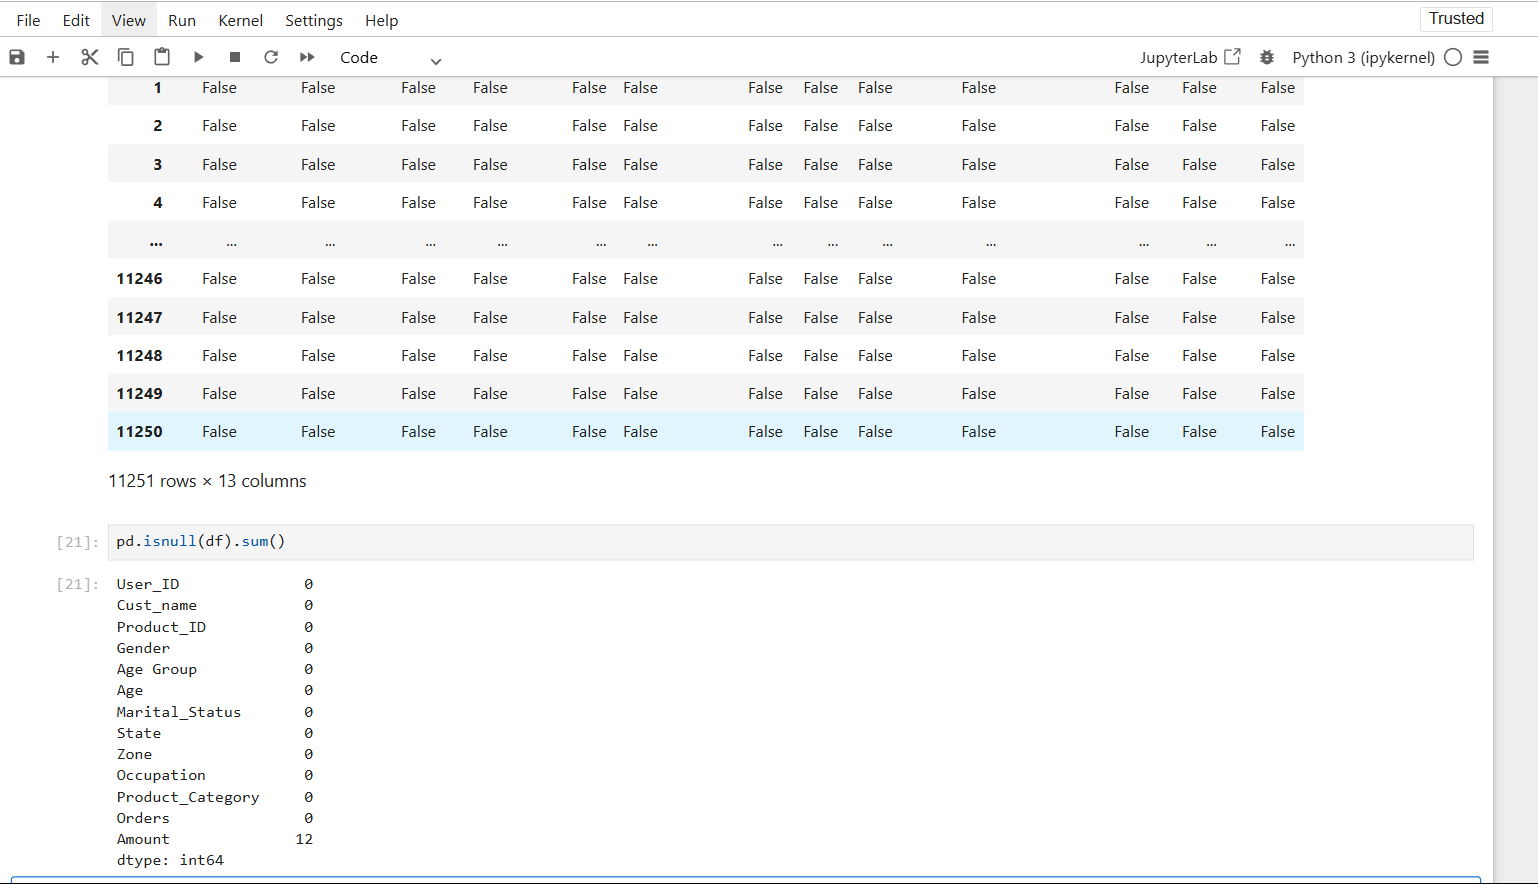 File Edit View Run Kernel Settings Help Trusted
Code JupyterLab Python 3 (ipykernel)
1 False False False False False False False False False False False False False
2 False False False False False False False False False False False False False
3 False False False False False False False False False False False False False
4 False False False False False False False False False False False False False
... ... ... ... ... ... ... ... ... ... ... ... ... ...
11246 False False False False False False False False False False False False False
11247 False False False False False False False False False False False False False
11248 False False False False False False False False False False False False False
11249 False False False False False False False False False False False False False
11250 False False False False False False False False False False False False False
11251 rows × 13 columns
[21]: pd.isnull(df).sum()
[21]: User_ID 0
Cust_name 0
Product_ID 0
Gender 0
Age Group 0
Age 0
Marital_Status 0
State 0
Zone 0
Occupation 0
Product_Category 0
Orders 0
Amount 12
dtype: int64